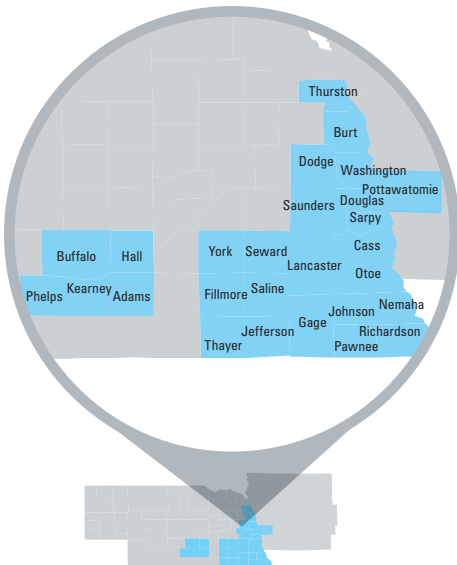 Thurston
Burt
Dodge
Washington
Pottawatomie
Saunders
Douglas
Sarpy
Buffalo
Hall
York
Seward
Cass
Lancaster
Otoe
Phelps
Kearney
Adams
Fillmore
Saline
Johnson
Nemaha
Gage
Jefferson
Richardson
Thayer
Pawnee